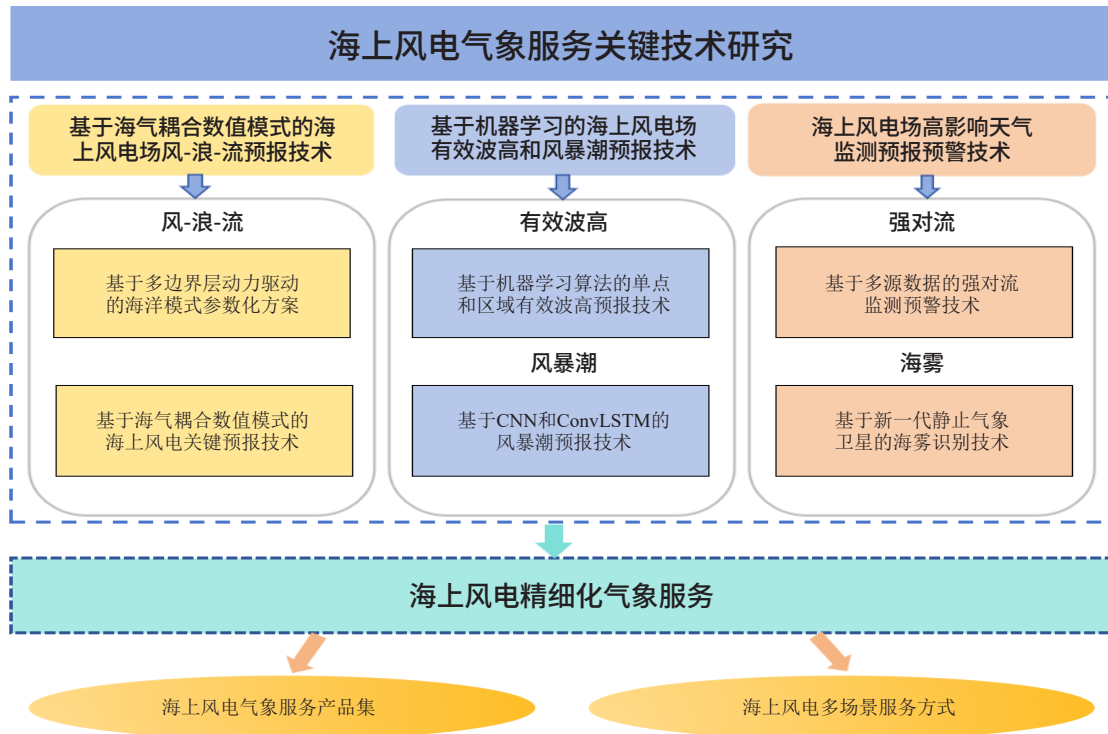 海上风电气象服务关键技术研究
基于海气耦合数值模式的海
上风电场风-浪-流预报技术
风-浪-流
基于多边界层动力驱动
的海洋模式参数化方案
基于海气耦合数值模式的
海上风电关键预报技术
基于机器学习的海上风电场
有效波高和风暴潮预报技术
有效波高
基于机器学习算法的单点
和区域有效波高预报技术
风暴潮
基于CNN和ConvLSTM的
风暴潮预报技术
海上风电场高影响天气
监测预报预警技术
强对流
基于多源数据的强对流
监测预警技术
海雾
基于新一代静止气象
卫星的海雾识别技术
海上风电精细化气象服务
海上风电气象服务产品集
海上风电多场景服务方式